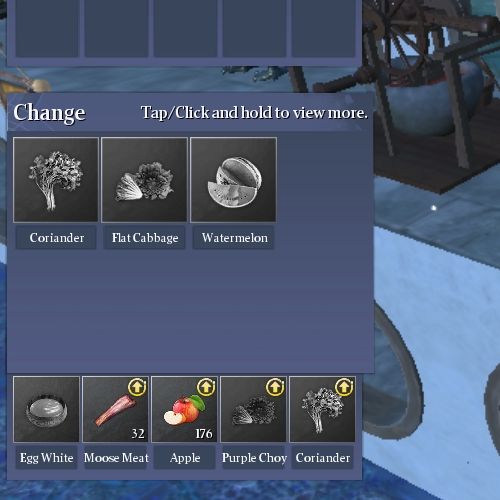 Change
Tap/Click and hold to view more.
Coriander
Flat Cabbage
Watermelon
32
176
Egg White
Moose Meat
Apple
Purple Choy
Coriander